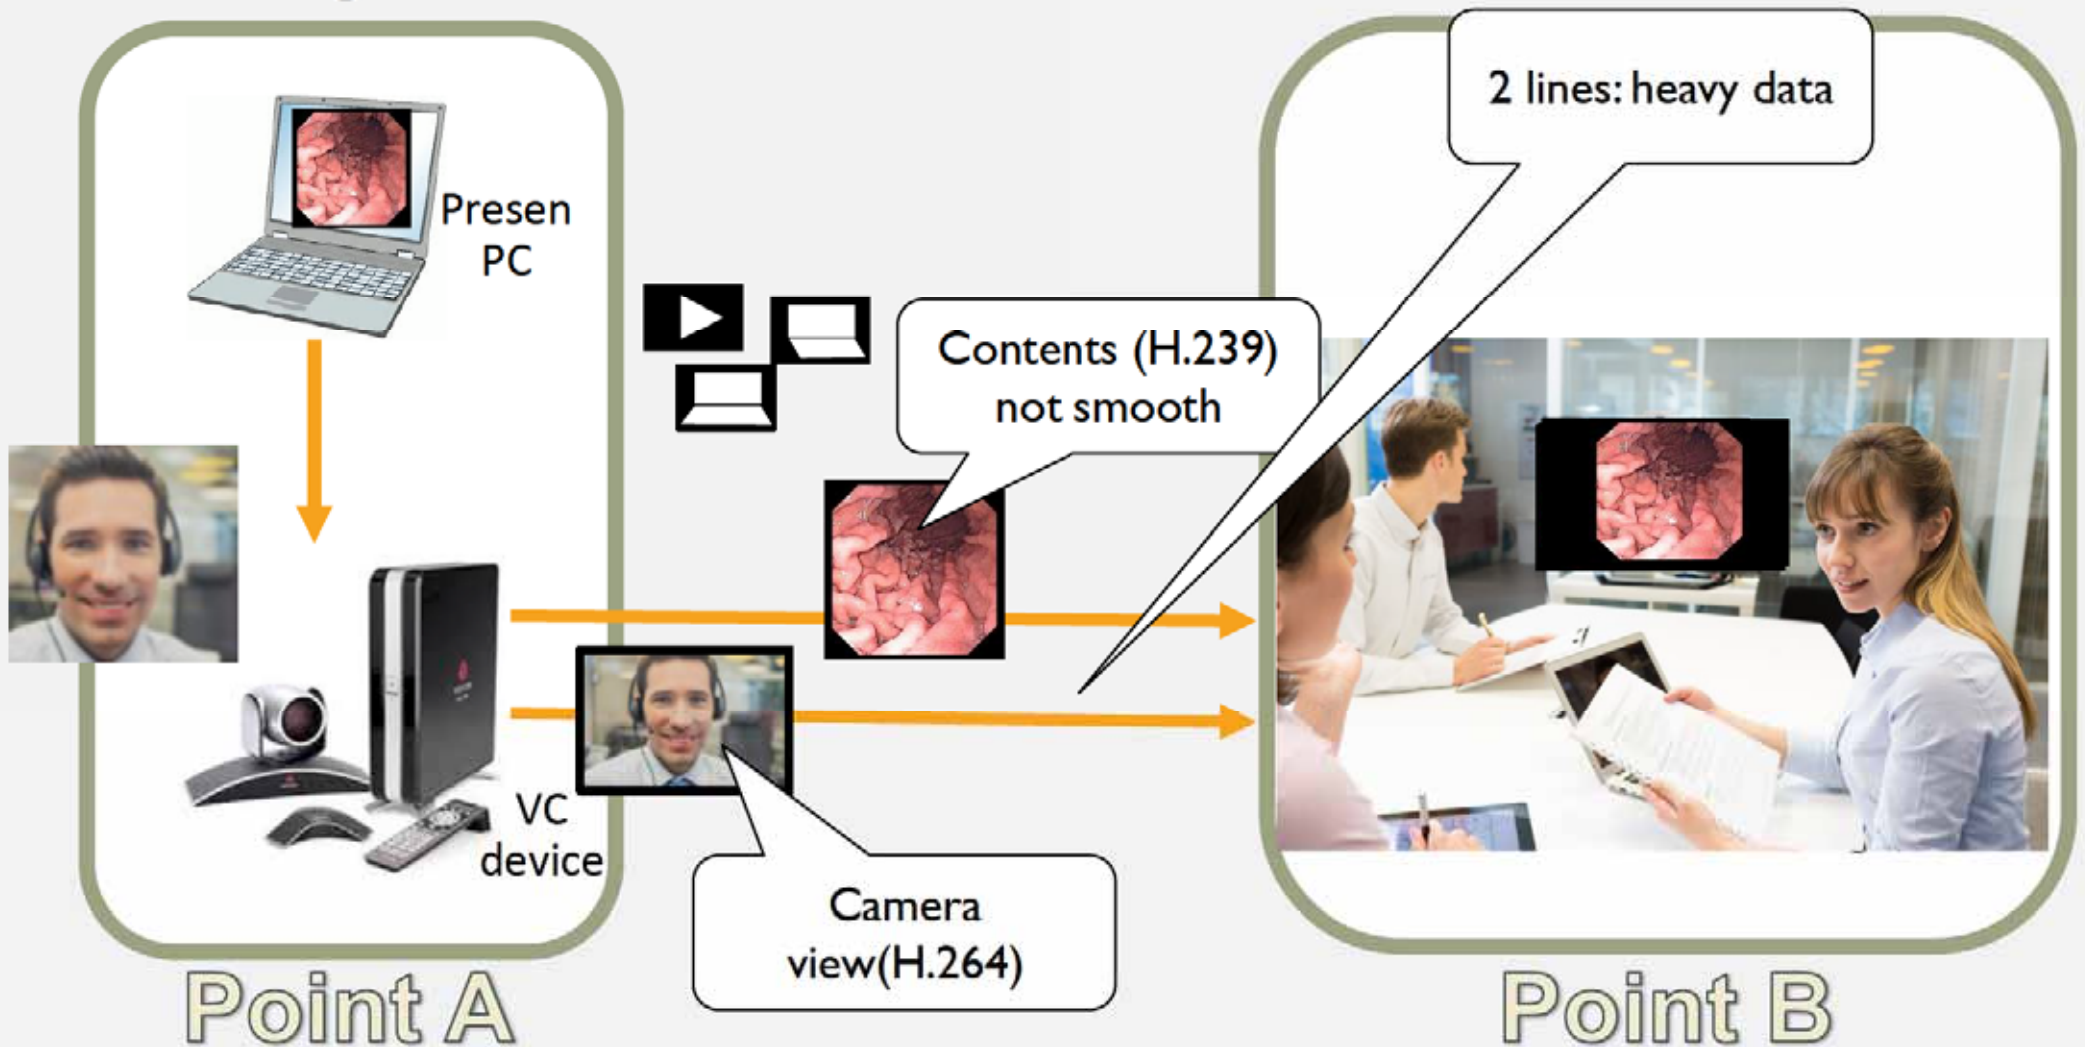 Presen
PC
VC
device
Contents (H.239)
not smooth
2 lines: heavy data
Camera
view(H.264)
Point A
Point B